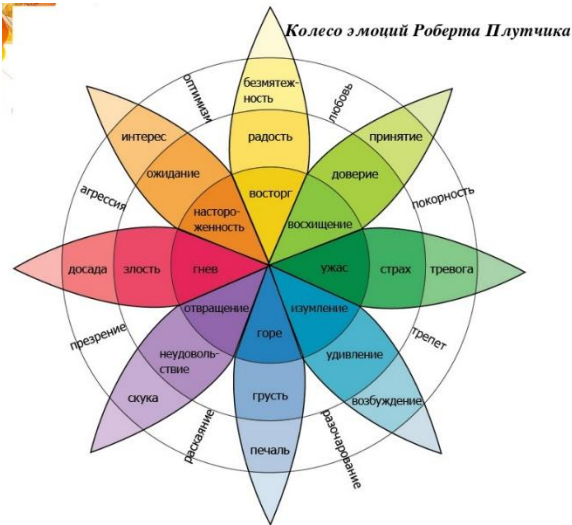 Колесо эмоций Роберта Плутчика
безмятеж-
ность
оптимизм
любовь
интерес
радость
принятие
ожидание
доверие
агрессия
восторг
покорность
насторо-
женность
восхищение
досада
злость
гнев
ужас
страх
тревога
отвращение
изумление
презрение
горе
трепет
неудоволь-
ствие
удивление
скука
грусть
возбуждение
раскаяние
печаль
разочарование